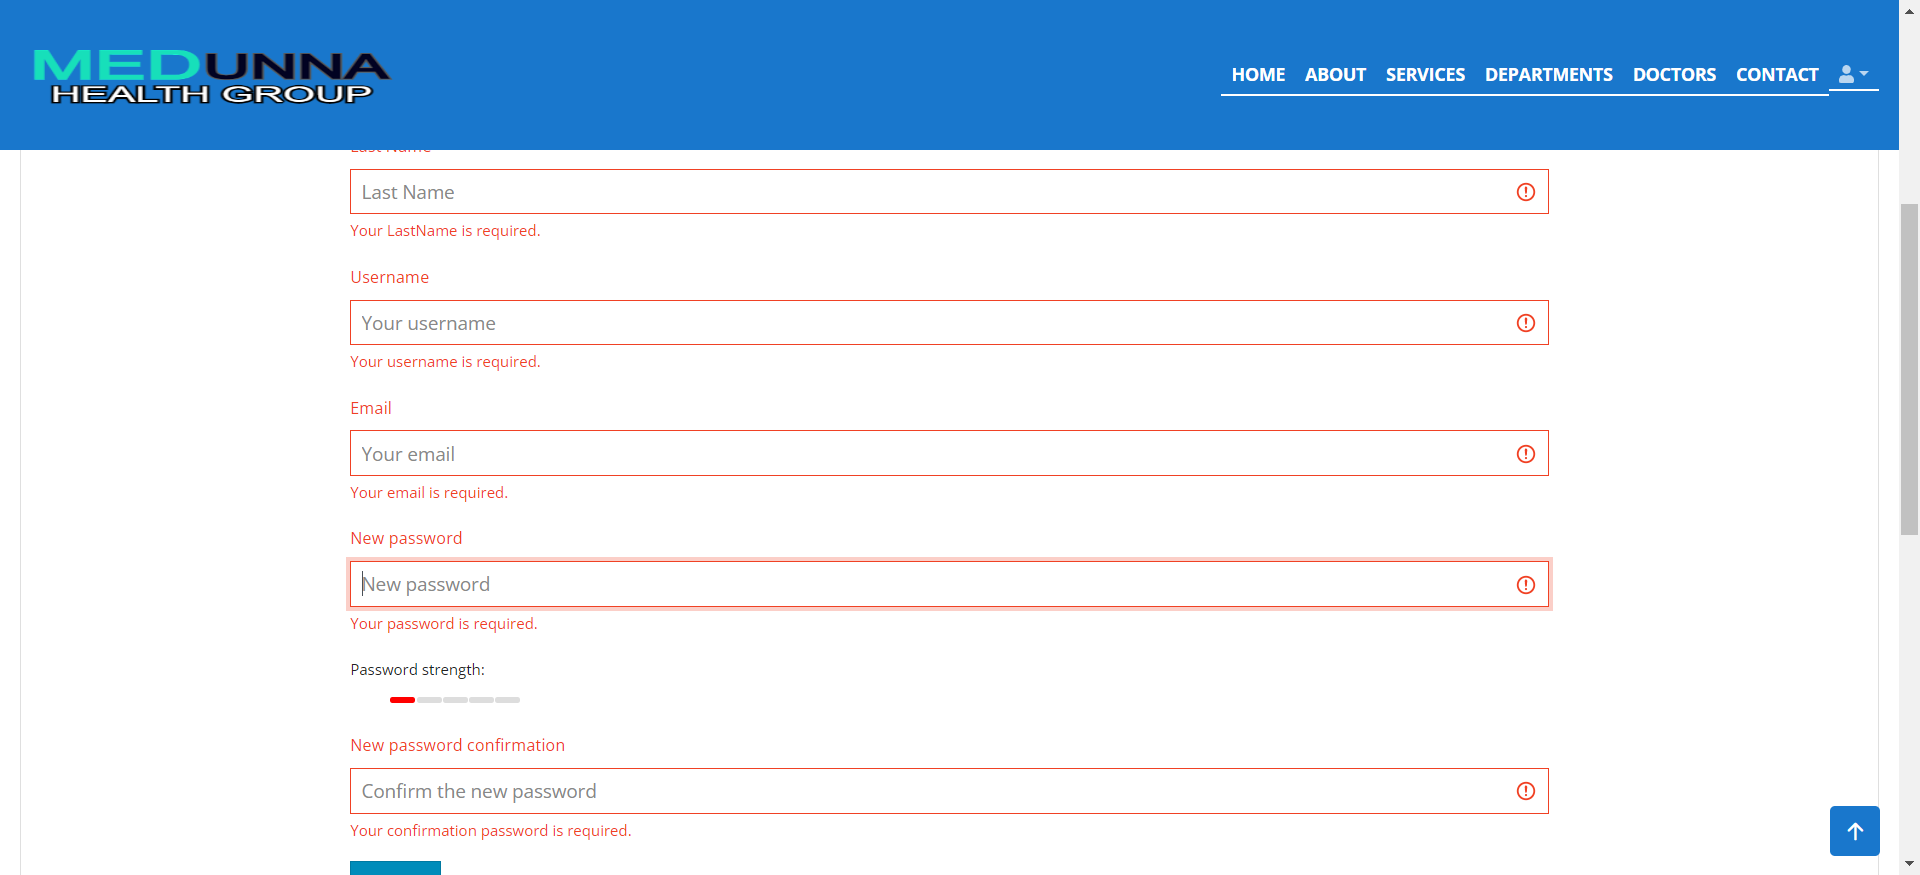 MEDUNNA
HEALTH GROUP
HOME ABOUT SERVICES DEPARTMENTS DOCTORS CONTACT
Last Name
Last Name
Your LastName is required.
Username
Your username
Your username is required.
Email
Your email
Your email is required.
New password
New password
Your password is required.
Password strength:
New password confirmation
Confirm the new password
Your confirmation password is required.